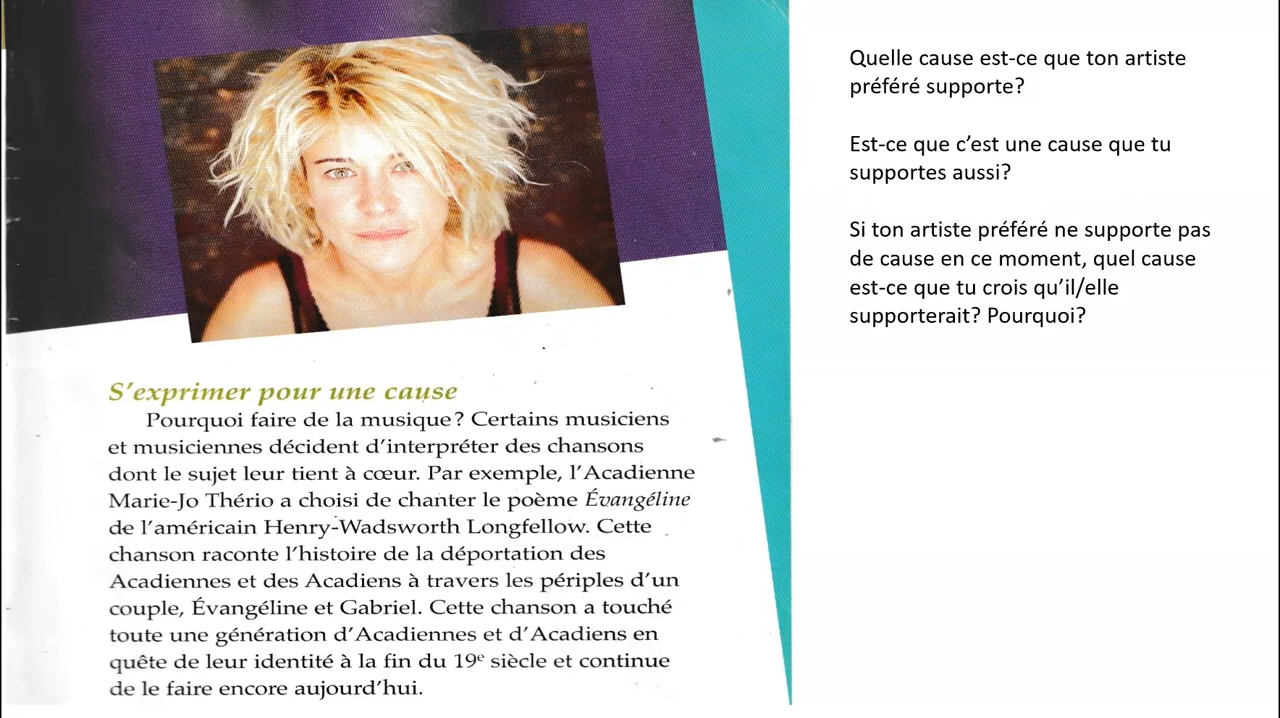 S'exprimer pour une cause
Pourquoi faire de la musique? Certains musiciens
et musiciennes décident d'interpréter des chansons
dont le sujet leur tient à cœur. Par exemple, l'Acadienne
Marie-Jo Thério a choisi de chanter le poème Évangéline
de l'américain Henry-Wadsworth Longfellow. Cette
chanson raconte l'histoire de la déportation des
Acadiennes et des Acadiens à travers les périples d'un
couple, Évangéline et Gabriel. Cette chanson a touché
toute une génération d'Acadiennes et d'Acadiens en
quête de leur identité à la fin du 19e siècle et continue
de le faire encore aujourd'hui.
Quelle cause est-ce que ton artiste
préféré supporte?
Est-ce que c'est une cause que tu
supportes aussi?
Si ton artiste préféré ne supporte pas
de cause en ce moment, quel cause
est-ce que tu crois qu'il/elle
supporterait? Pourquoi?